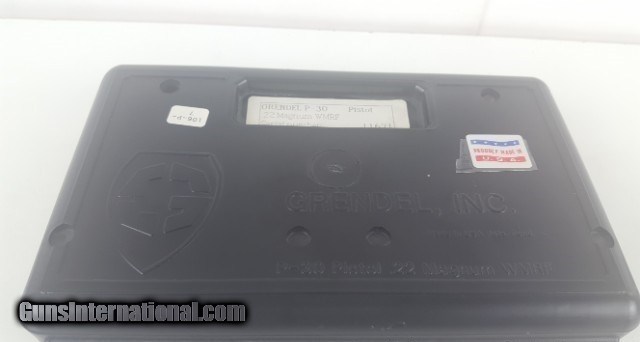 GRENDEL P-30 Pistol
.22 Magnum WMRF
PROUDLY MADE IN
U.S.A.
GRENDEL, INC.
P-30 Pistol .22 Magnum WMRF
GunsInternational.com